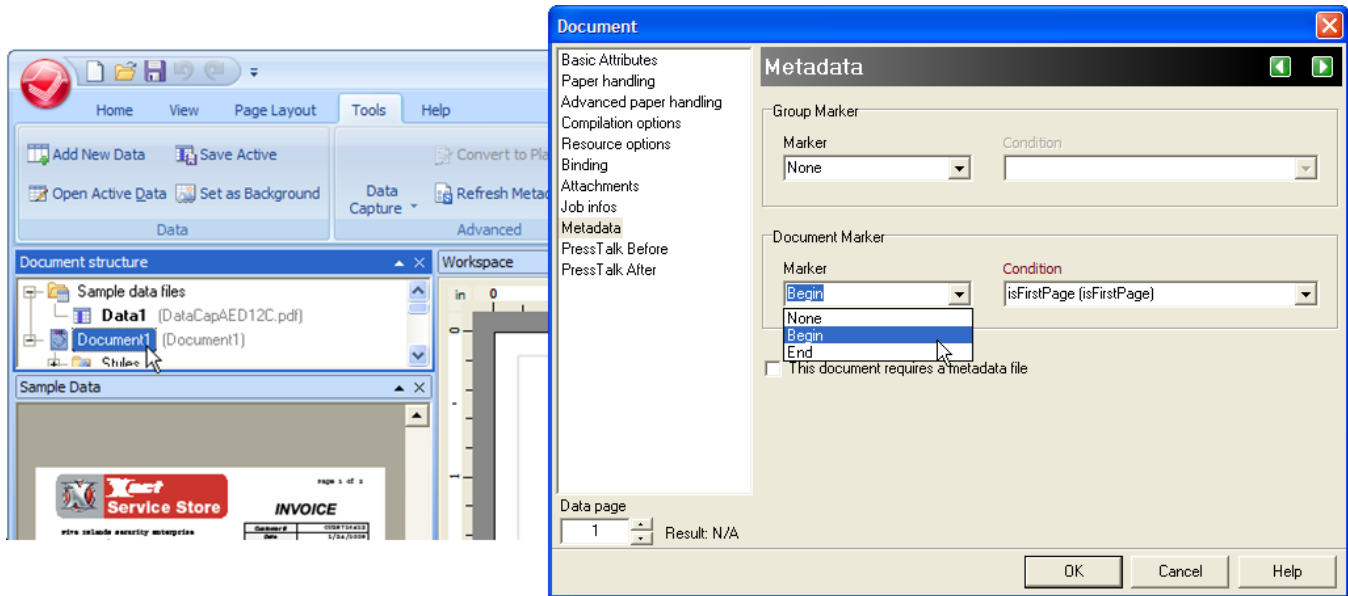 Home View Page Layout Tools Help
Add New Data Save Active Convert to Pla
Open Active Data Set as Background Data Capture Refresh Metad
Data Advanced
Document structure Workspace
Sample data files in 0
Data1 (DataCapAED12C.pdf)
Document1 (Document1)
Styles
Sample Data
1
Page 1 of 2
Xact
Service Store
INVOICE
Customer#
Date
Document
Basic Attributes
Paper handling
Advanced paper handling
Compilation options
Resource options
Binding
Attachments
Job infos
Metadata
PressTalk Before
PressTalk After
Data page
1 Result: N/A
Metadata
Group Marker
Marker Condition
None
Document Marker
Marker Condition
Begin isFirstPage (isFirstPage)
None
Begin
End
This document requires a metadata file
OK Cancel Help